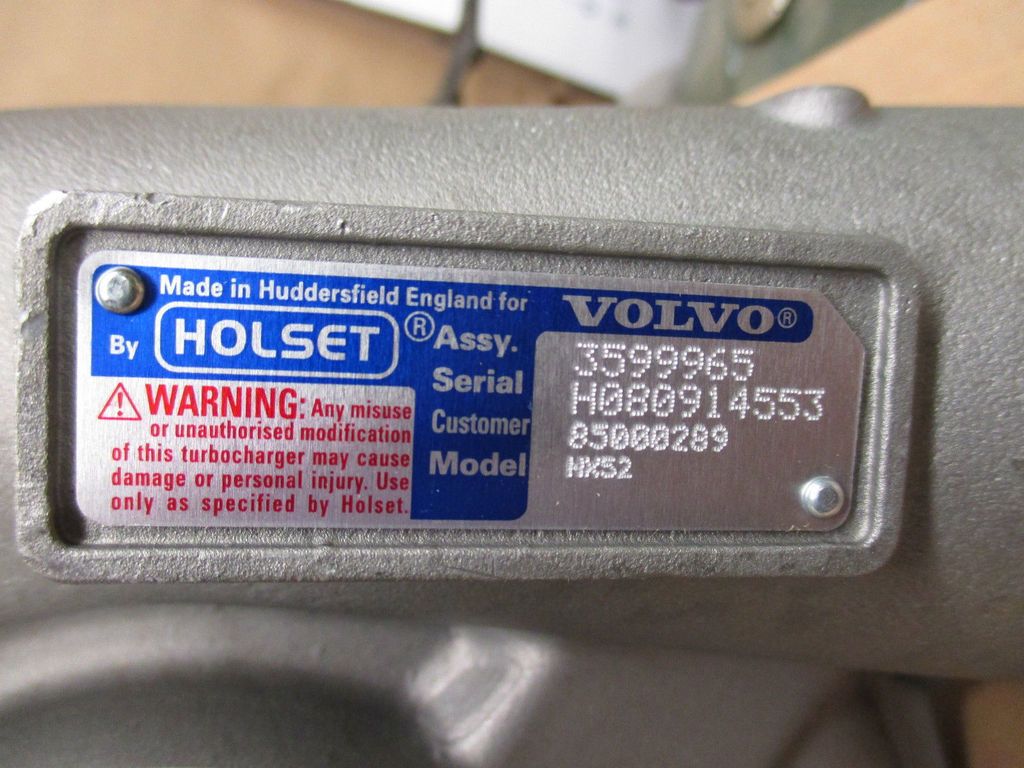 Made in Huddersfield England for VOLVO®
By HOLSET®
Assy. 3599965
Serial H080914553
Customer 85000289
Model HX52
WARNING: Any misuse
or unauthorised modification
of this turbocharger may cause
damage or personal injury. Use
only as specified by Holset.